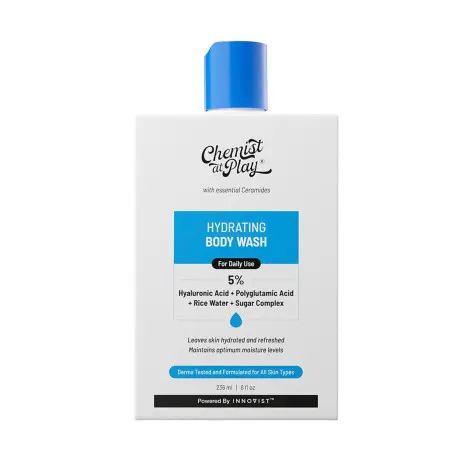 Chemist
at Play®
with essential Ceramides
HYDRATING
BODY WASH
For Daily Use
5%
Hyaluronic Acid + Polyglutamic Acid
+ Rice Water + Sugar Complex
Leaves skin hydrated and refreshed
Maintains optimum moisture levels
Derma Tested and Formulated for All Skin Types
236 ml | 8 fl oz
Powered By INNOVIST™